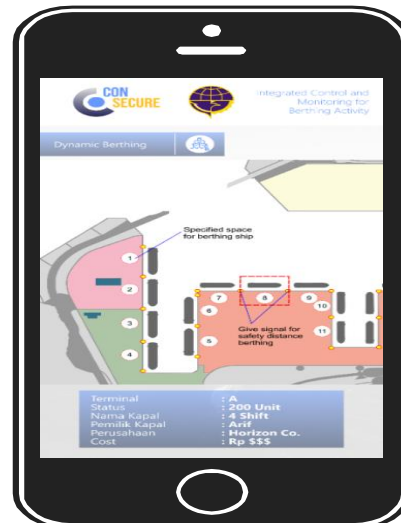 CON
SECURE
Integrated Control and
Monitoring for
Berthing Activity
Dynamic Berthing
Specified space
for berthing ship
1
2
3
4
7
8
9
6
10
5
11
Give signal for
safety distance
berthing
Terminal : A
Status : 200 Unit
Nama Kapal : 4 Shift
Pemilik Kapal : Arif
Perusahaan : Horizon Co.
Cost : Rp $$$